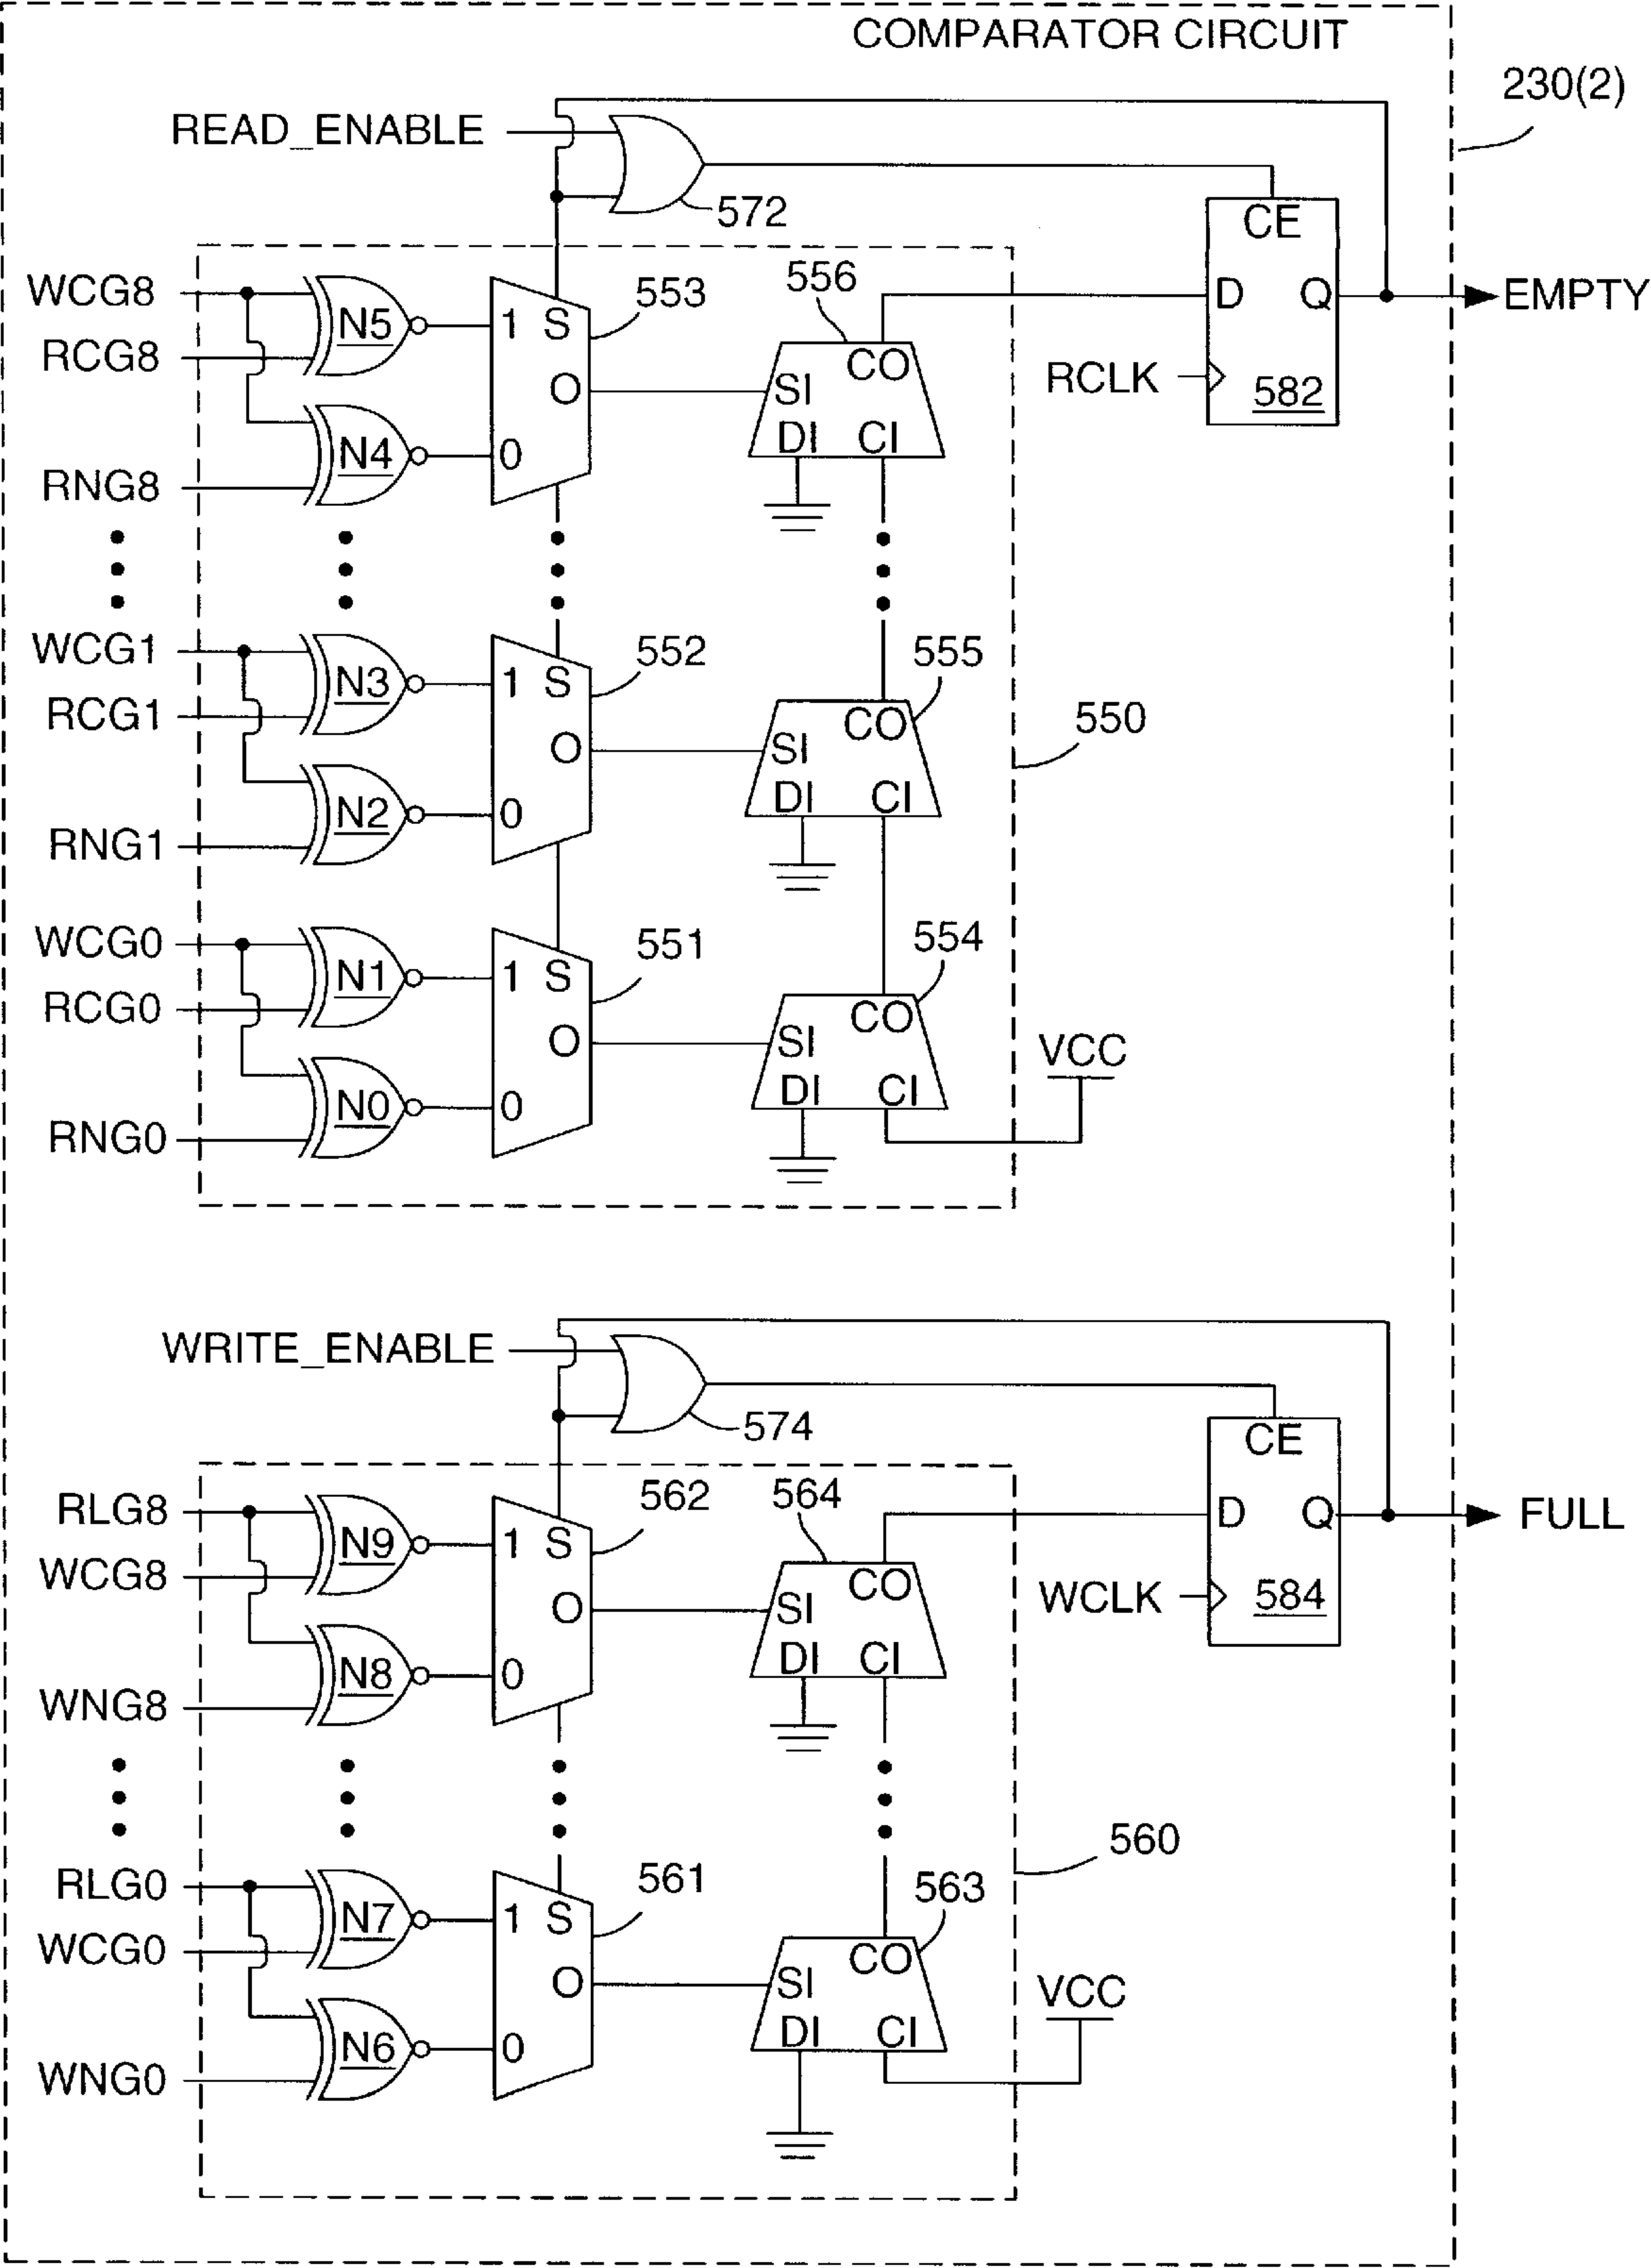 COMPARATOR CIRCUIT
230(2)
READ_ENABLE
572
CE
D Q
EMPTY
RCLK
582
WCG8
RCG8
RNG8
N5
N4
1 S
O
0
553
556
CO
SI
DI CI
WCG1
RCG1
RNG1
N3
N2
1 S
O
0
552
555
CO
SI
DI CI
550
WCG0
RCG0
RNG0
N1
N0
1 S
O
0
551
554
CO
SI
DI CI
VCC
WRITE_ENABLE
574
CE
D Q
FULL
WCLK
584
RLG8
WCG8
WNG8
N9
N8
1 S
O
0
562
564
CO
SI
DI CI
560
RLG0
WCG0
WNG0
N7
N6
1 S
O
0
561
563
CO
SI
DI CI
VCC